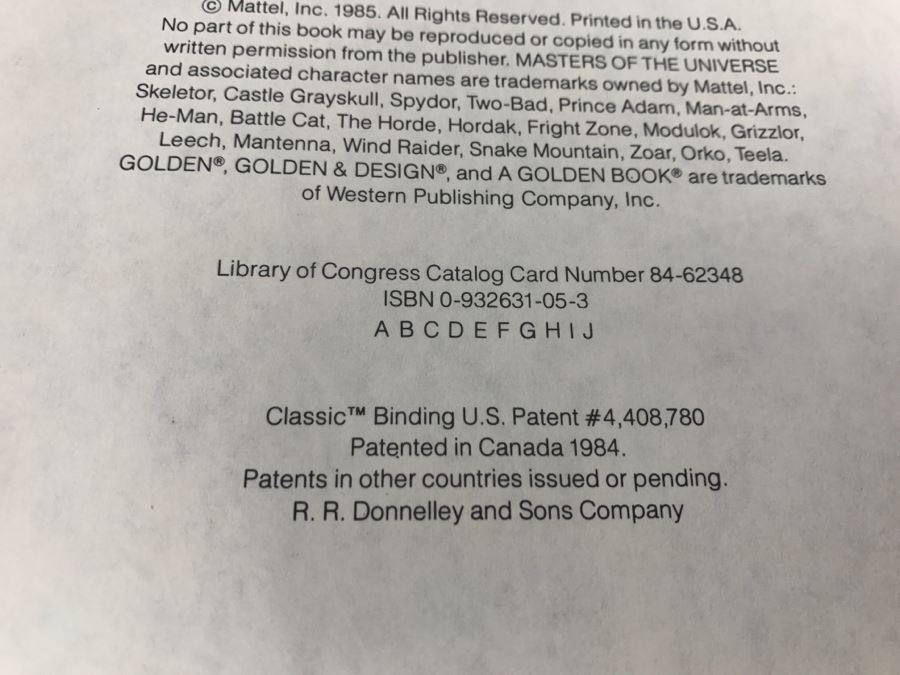 © Mattel, Inc. 1985. All Rights Reserved. Printed in the U.S.A.
No part of this book may be reproduced or copied in any form without
written permission from the publisher. MASTERS OF THE UNIVERSE
and associated character names are trademarks owned by Mattel, Inc.:
Skeletor, Castle Grayskull, Spydor, Two-Bad, Prince Adam, Man-at-Arms,
He-Man, Battle Cat, The Horde, Hordak, Fright Zone, Modulok, Grizzlor,
Leech, Mantenna, Wind Raider, Snake Mountain, Zoar, Orko, Teela.
GOLDEN®, GOLDEN & DESIGN®, and A GOLDEN BOOK® are trademarks
of Western Publishing Company, Inc.
Library of Congress Catalog Card Number 84-62348
ISBN 0-932631-05-3
A B C D E F G H I J
Classic™ Binding U.S. Patent #4,408,780
Patented in Canada 1984.
Patents in other countries issued or pending.
R. R. Donnelley and Sons Company